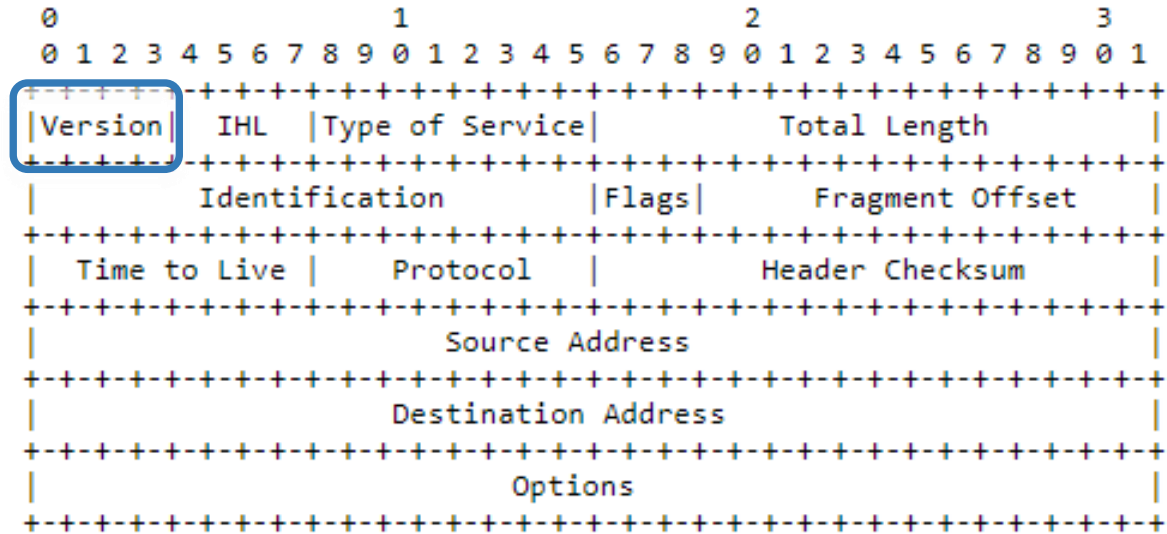 0                   1                   2                   3
0 1 2 3 4 5 6 7 8 9 0 1 2 3 4 5 6 7 8 9 0 1 2 3 4 5 6 7 8 9 0 1
+-+-+-+-+-+-+-+-+-+-+-+-+-+-+-+-+-+-+-+-+-+-+-+-+-+-+-+-+-+-+-+-+
|Version|  IHL  |Type of Service|          Total Length         |
+-+-+-+-+-+-+-+-+-+-+-+-+-+-+-+-+-+-+-+-+-+-+-+-+-+-+-+-+-+-+-+-+
|         Identification        |Flags|      Fragment Offset    |
+-+-+-+-+-+-+-+-+-+-+-+-+-+-+-+-+-+-+-+-+-+-+-+-+-+-+-+-+-+-+-+-+
|  Time to Live |    Protocol   |         Header Checksum       |
+-+-+-+-+-+-+-+-+-+-+-+-+-+-+-+-+-+-+-+-+-+-+-+-+-+-+-+-+-+-+-+-+
|                       Source Address                          |
+-+-+-+-+-+-+-+-+-+-+-+-+-+-+-+-+-+-+-+-+-+-+-+-+-+-+-+-+-+-+-+-+
|                    Destination Address                        |
+-+-+-+-+-+-+-+-+-+-+-+-+-+-+-+-+-+-+-+-+-+-+-+-+-+-+-+-+-+-+-+-+
|                           Options                             |
+-+-+-+-+-+-+-+-+-+-+-+-+-+-+-+-+-+-+-+-+-+-+-+-+-+-+-+-+-+-+-+-+